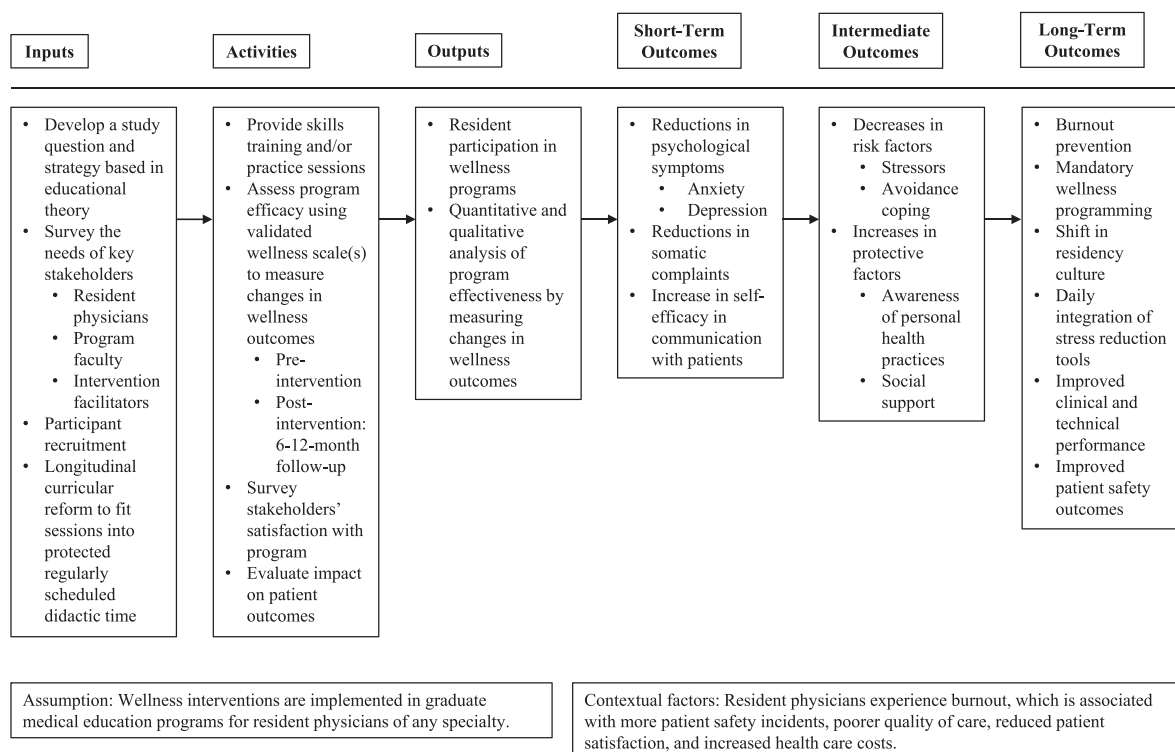 Inputs
Activities
Outputs
Short-Term
Outcomes
Intermediate
Outcomes
Long-Term
Outcomes
• Develop a study
question and
strategy based in
educational
theory
• Survey the
needs of key
stakeholders
• Resident
physicians
• Program
faculty
• Intervention
facilitators
• Participant
recruitment
• Longitudinal
curricular
reform to fit
sessions into
protected
regularly
scheduled
didactic time
• Provide skills
training and/or
practice sessions
• Assess program
efficacy using
validated
wellness scale(s)
to measure
changes in
wellness
outcomes
• Pre-
intervention
• Post-
intervention:
6-12-month
follow-up
• Survey
stakeholders’
satisfaction with
program
• Evaluate impact
on patient
outcomes
• Resident
participation in
wellness
programs
• Quantitative and
qualitative
analysis of
program
effectiveness by
measuring
changes in
wellness
outcomes
• Reductions in
psychological
symptoms
• Anxiety
• Depression
• Reductions in
somatic
complaints
• Increase in self-
efficacy in
communication
with patients
• Decreases in
risk factors
• Stressors
• Avoidance
coping
• Increases in
protective
factors
• Awareness
of personal
health
practices
• Social
support
• Burnout
prevention
• Mandatory
wellness
programming
• Shift in
residency
culture
• Daily
integration of
stress reduction
tools
• Improved
clinical and
technical
performance
• Improved
patient safety
outcomes
Assumption: Wellness interventions are implemented in graduate
medical education programs for resident physicians of any specialty.
Contextual factors: Resident physicians experience burnout, which is associated
with more patient safety incidents, poorer quality of care, reduced patient
satisfaction, and increased health care costs.